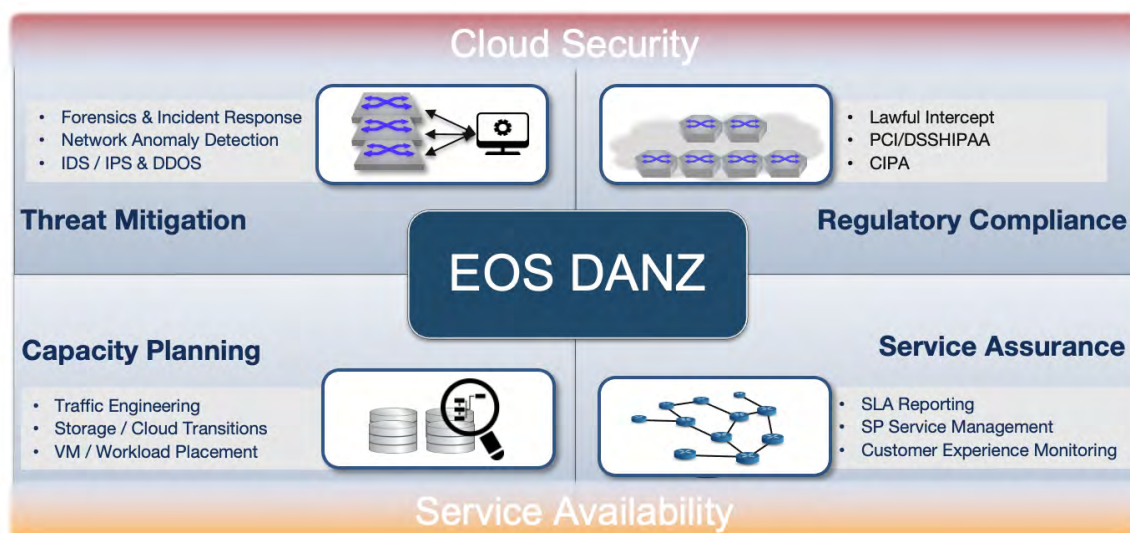 Cloud Security
• Forensics & Incident Response
• Network Anomaly Detection
• IDS / IPS & DDOS
Threat Mitigation
• Lawful Intercept
• PCI/DSSHIPAA
• CIPA
Regulatory Compliance
EOS DANZ
Capacity Planning
• Traffic Engineering
• Storage / Cloud Transitions
• VM / Workload Placement
Service Assurance
• SLA Reporting
• SP Service Management
• Customer Experience Monitoring
Service Availability